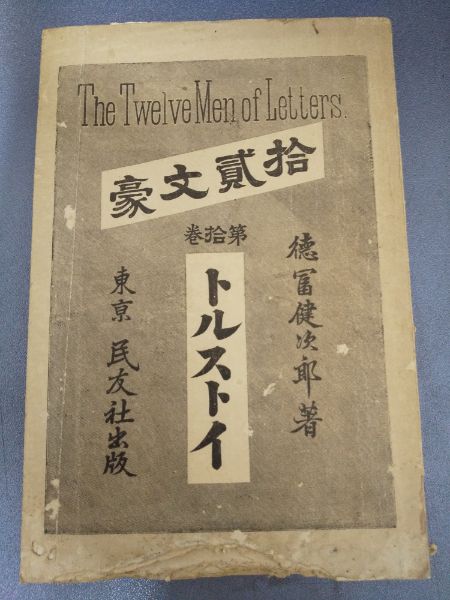 The Twelve Men of Letters.
拾貳文豪
第拾卷
德冨健次郎著
トルストイ
東京 民友社出版